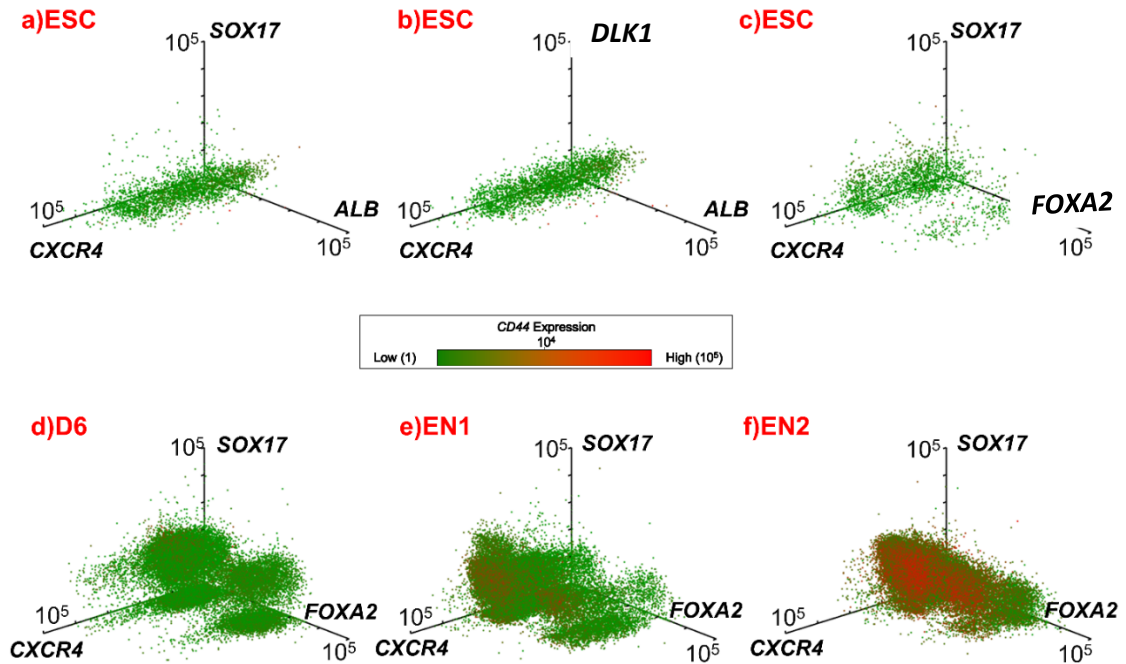 a)ESC
SOX17
10⁵
ALB
10⁵
CXCR4
10⁵
b)ESC
DLK1
10⁵
ALB
10⁵
CXCR4
10⁵
c)ESC
SOX17
10⁵
FOXA2
10⁵
CXCR4
10⁵
CD44 Expression
10⁴
Low (1)
High (10⁵)
d)D6
SOX17
10⁵
FOXA2
10⁵
CXCR4
10⁵
e)EN1
SOX17
10⁵
FOXA2
10⁵
CXCR4
10⁵
f)EN2
SOX17
10⁵
FOXA2
10⁵
CXCR4
10⁵